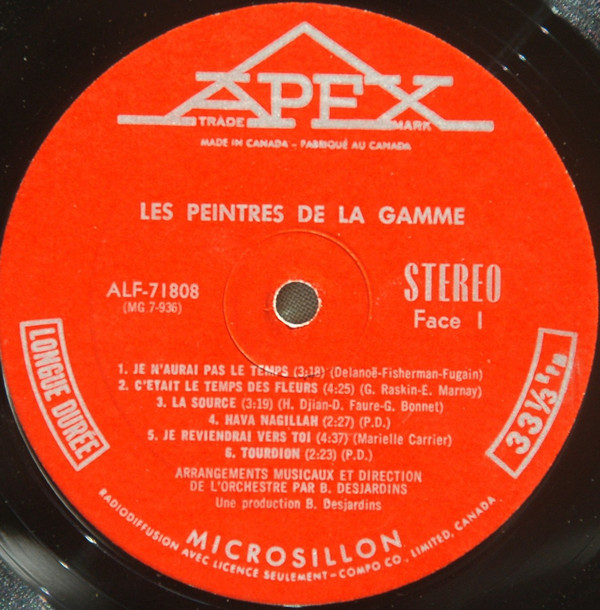 APEX
TRADE MARK
MADE IN CANADA - FABRIQUÉ AU CANADA
LES PEINTRES DE LA GAMME
ALF-71808
(MG 7-936)
STEREO
Face 1
LONGUE DURÉE
33 1/3 t/m
1. JE N'AURAI PAS LE TEMPS (3:18) (Delanoë-Fisherman-Fugain)
2. C'ETAIT LE TEMPS DES FLEURS (4:25) (G. Raskin-E. Marnay)
3. LA SOURCE (3:19) (H. Djian-D. Faure-G. Bonnet)
4. HAVA NAGILLAH (2:27) (P.D.)
5. JE REVIENDRAI VERS TOI (4:37) (Marielle Carrier)
6. TOURDION (2:23) (P.D.)
ARRANGEMENTS MUSICAUX ET DIRECTION
DE L'ORCHESTRE PAR B. DESJARDINS
Une production B. Desjardins
MICROSILLON
RADIODIFFUSION AVEC LICENCE SEULEMENT-COMPO CO., LIMITED, CANADA